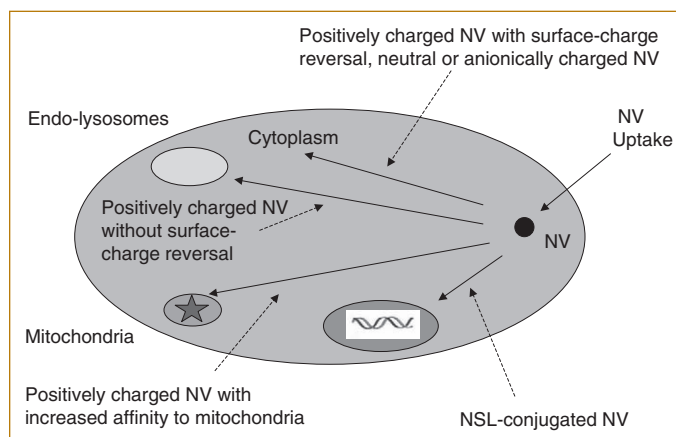 Positively charged NV with surface-charge
reversal, neutral or anionically charged NV
Endo-lysosomes
NV
Uptake
Cytoplasm
Positively charged NV
without surface-
charge reversal
NV
Mitochondria
Positively charged NV with
increased affinity to mitochondria
NSL-conjugated NV